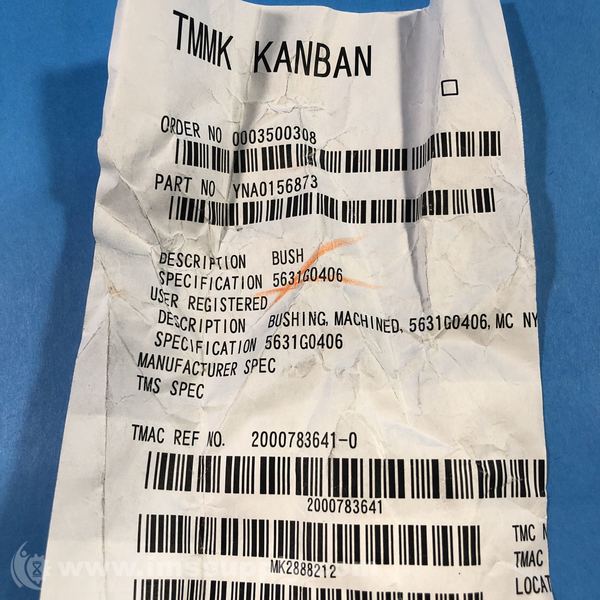 TMMK KANBAN
ORDER NO 0003500308
PART NO YNA0156873
DESCRIPTION BUSH
SPECIFICATION 5631G0406
USER REGISTERED
DESCRIPTION BUSHING, MACHINED, 5631G0406, MC NY
SPECIFICATION 5631G0406
MANUFACTURER SPEC
TMS SPEC
TMAC REF NO. 2000783641-0
2000783641
TMC N
MK2888212
TMAC
LOCAT